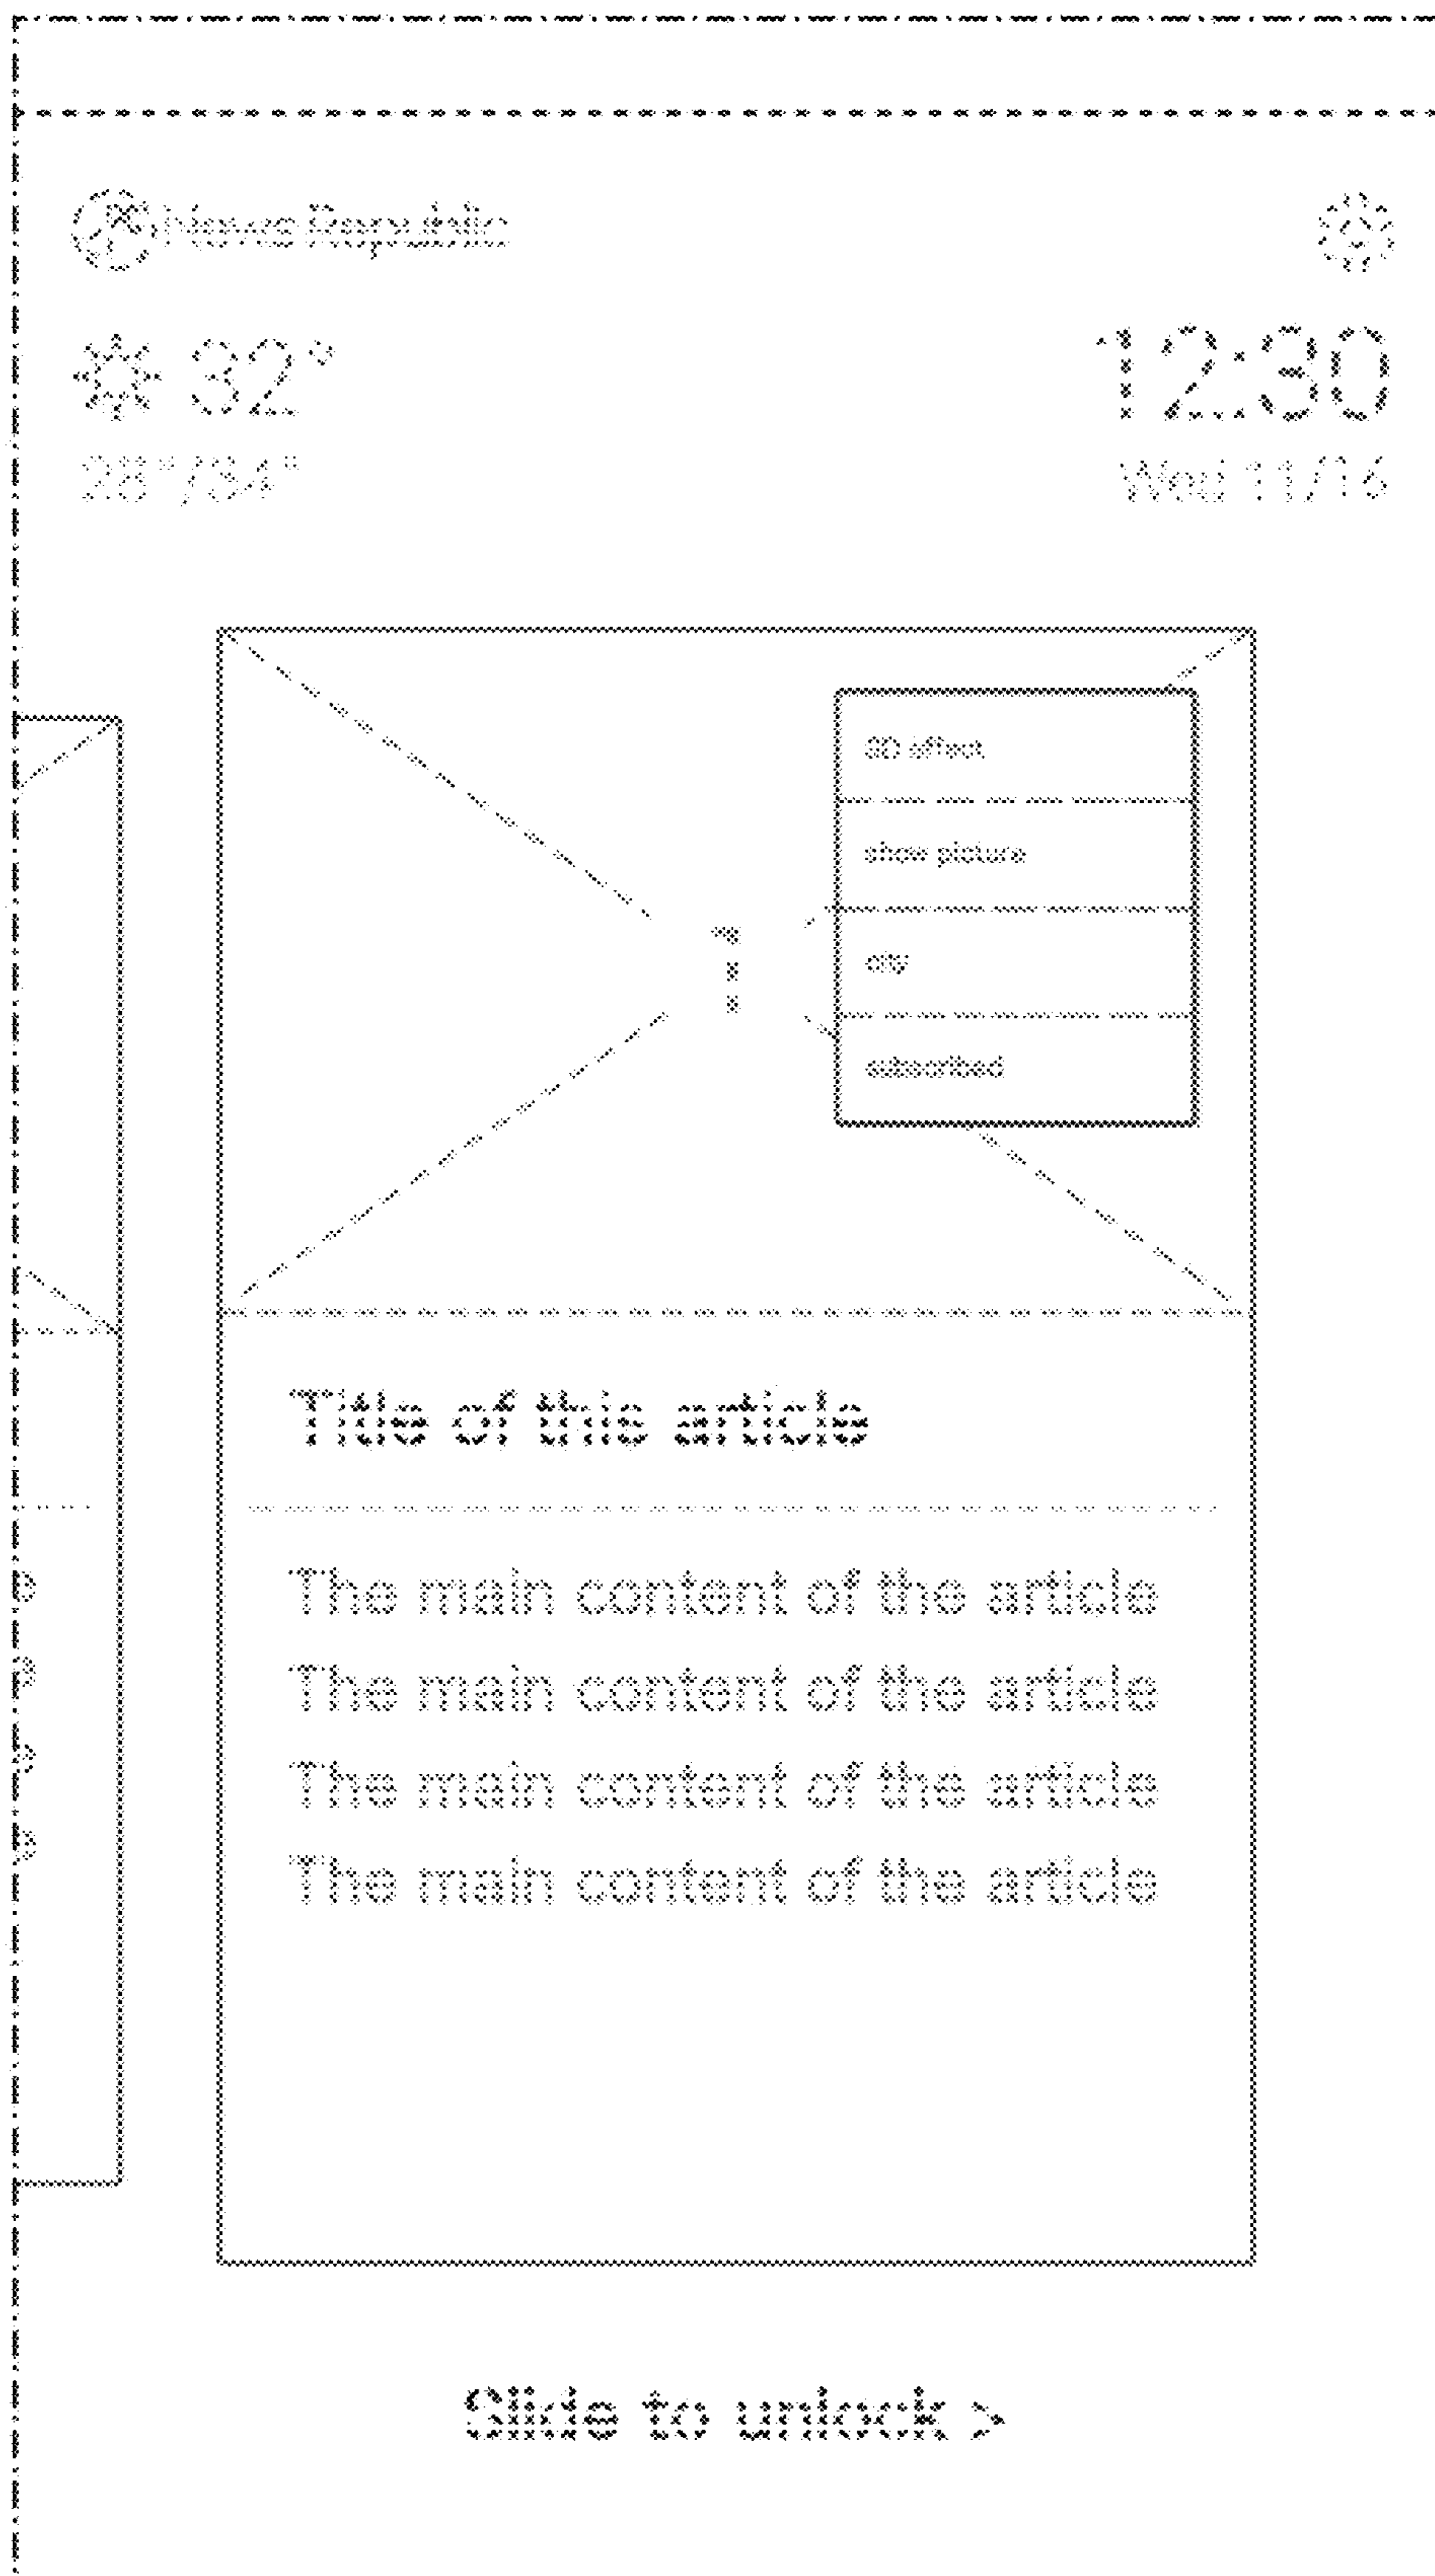 News Republic
32°
12:30
28°/34°
Wed 11/16
3D effect
show picture
city
subscribed
1
Title of this article
The main content of the article
The main content of the article
The main content of the article
The main content of the article
e
e
e
e
Slide to unlock >